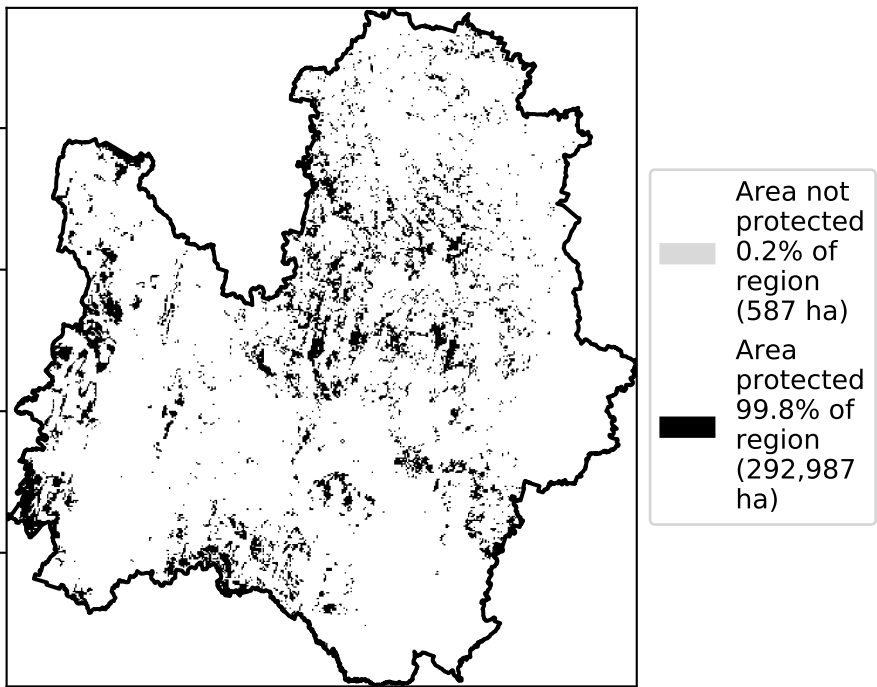 Area not
protected
0.2% of
region
(587 ha)
Area
protected
99.8% of
region
(292,987
ha)